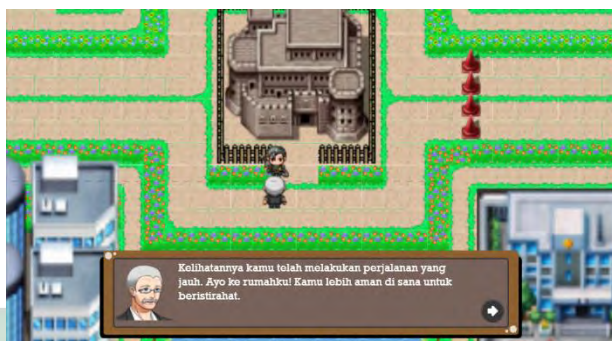 Kelihatannya kamu telah melakukan perjalanan yang
jauh. Ayo ke rumahku! Kamu lebih aman di sana untuk
beristirahat.